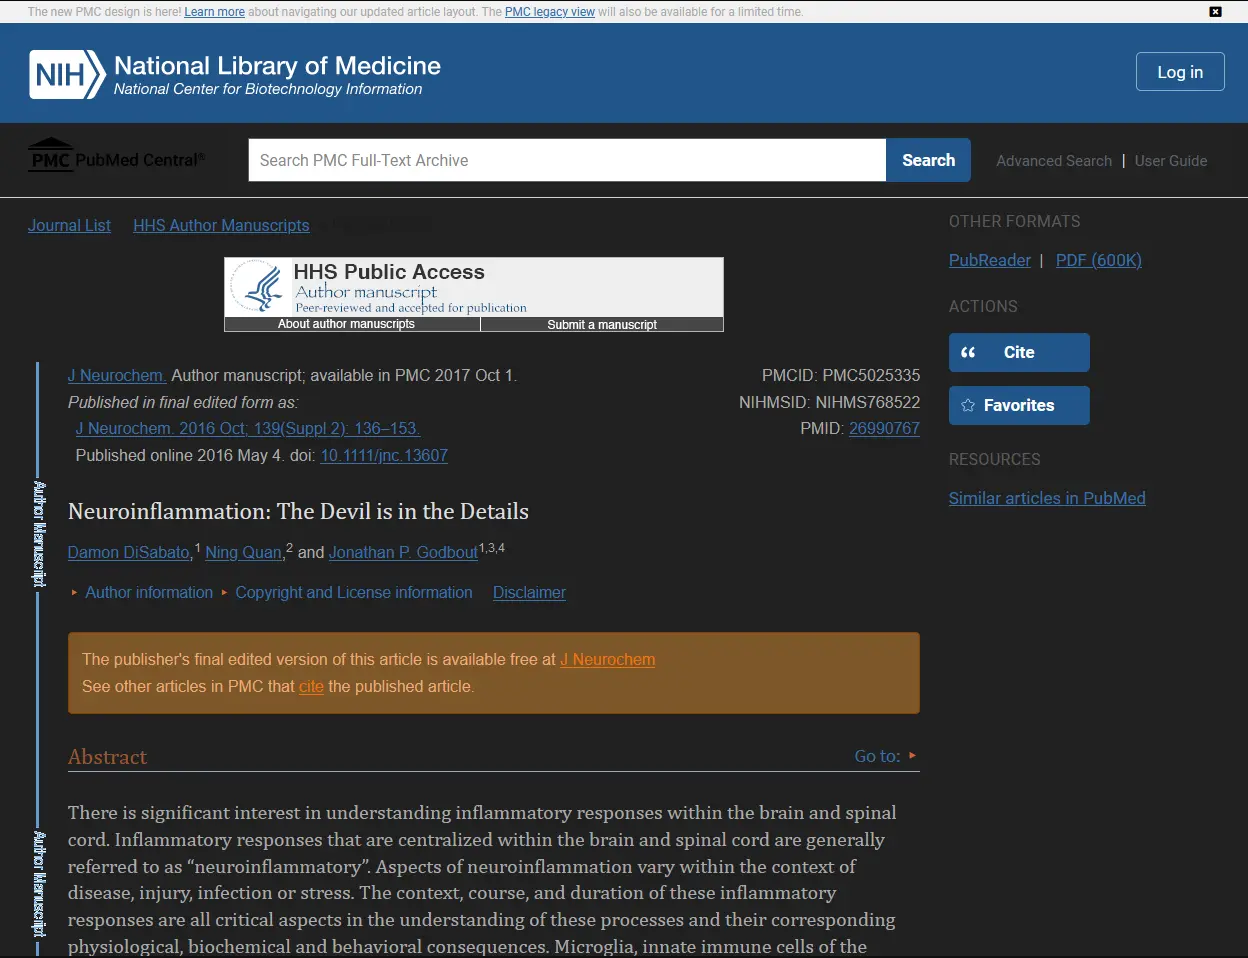 The new PMC design is here! Learn more about navigating our updated article layout. The PMC legacy view will also be available for a limited time.
NIH National Library of Medicine
National Center for Biotechnology Information
Log in
PMC PubMed Central®
Search PMC Full-Text Archive
Search
Advanced Search | User Guide
Journal List HHS Author Manuscripts
HHS Public Access
Author manuscript
Peer-reviewed and accepted for publication
About author manuscripts Submit a manuscript
J Neurochem. Author manuscript; available in PMC 2017 Oct 1.
Published in final edited form as:
J Neurochem. 2016 Oct; 139(Suppl 2): 136–153.
Published online 2016 May 4. doi: 10.1111/jnc.13607
PMCID: PMC5025335
NIHMSID: NIHMS768522
PMID: 26990767
Neuroinflammation: The Devil is in the Details
Damon DiSabato,1 Ning Quan,2 and Jonathan P. Godbout1,3,4
Author information Copyright and License information Disclaimer
The publisher's final edited version of this article is available free at J Neurochem
See other articles in PMC that cite the published article.
Abstract
Go to:
There is significant interest in understanding inflammatory responses within the brain and spinal
cord. Inflammatory responses that are centralized within the brain and spinal cord are generally
referred to as “neuroinflammatory”. Aspects of neuroinflammation vary within the context of
disease, injury, infection or stress. The context, course, and duration of these inflammatory
responses are all critical aspects in the understanding of these processes and their corresponding
physiological, biochemical and behavioral consequences. Microglia, innate immune cells of the
Author Manuscript
Author Manuscript
OTHER FORMATS
PubReader | PDF (600K)
ACTIONS
Cite
Favorites
RESOURCES
Similar articles in PubMed